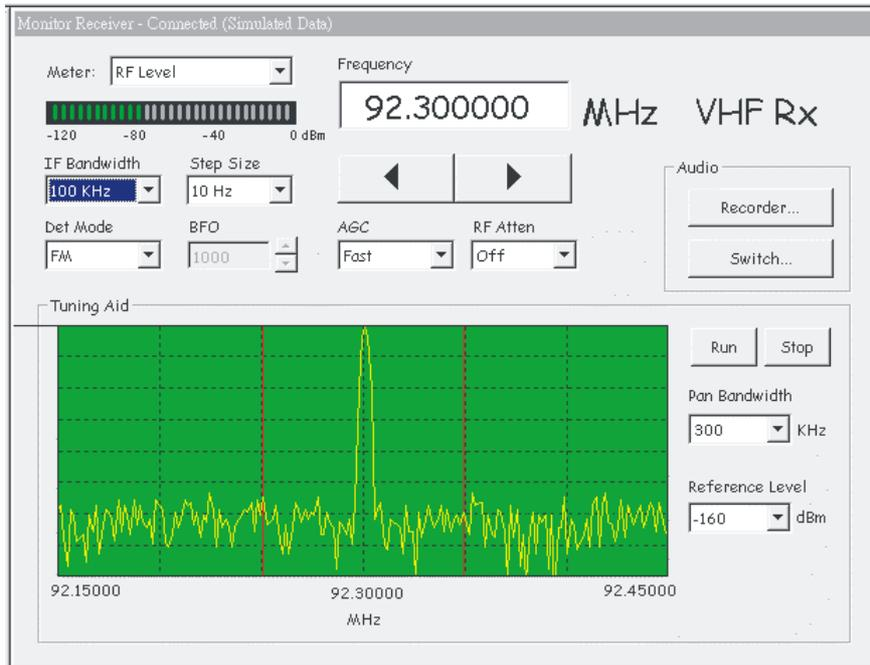 Monitor Receiver - Connected (Simulated Data)
Meter: RF Level
-120 -80 -40 0 dBm
Frequency
92.300000 MHz VHF Rx
IF Bandwidth Step Size
100 KHz 10 Hz
Det Mode BFO AGC RF Atten
FM 1000 Fast Off
Audio
Recorder...
Switch...
Tuning Aid
Run Stop
Pan Bandwidth
300 KHz
Reference Level
-160 dBm
92.15000 92.30000 92.45000
MHz